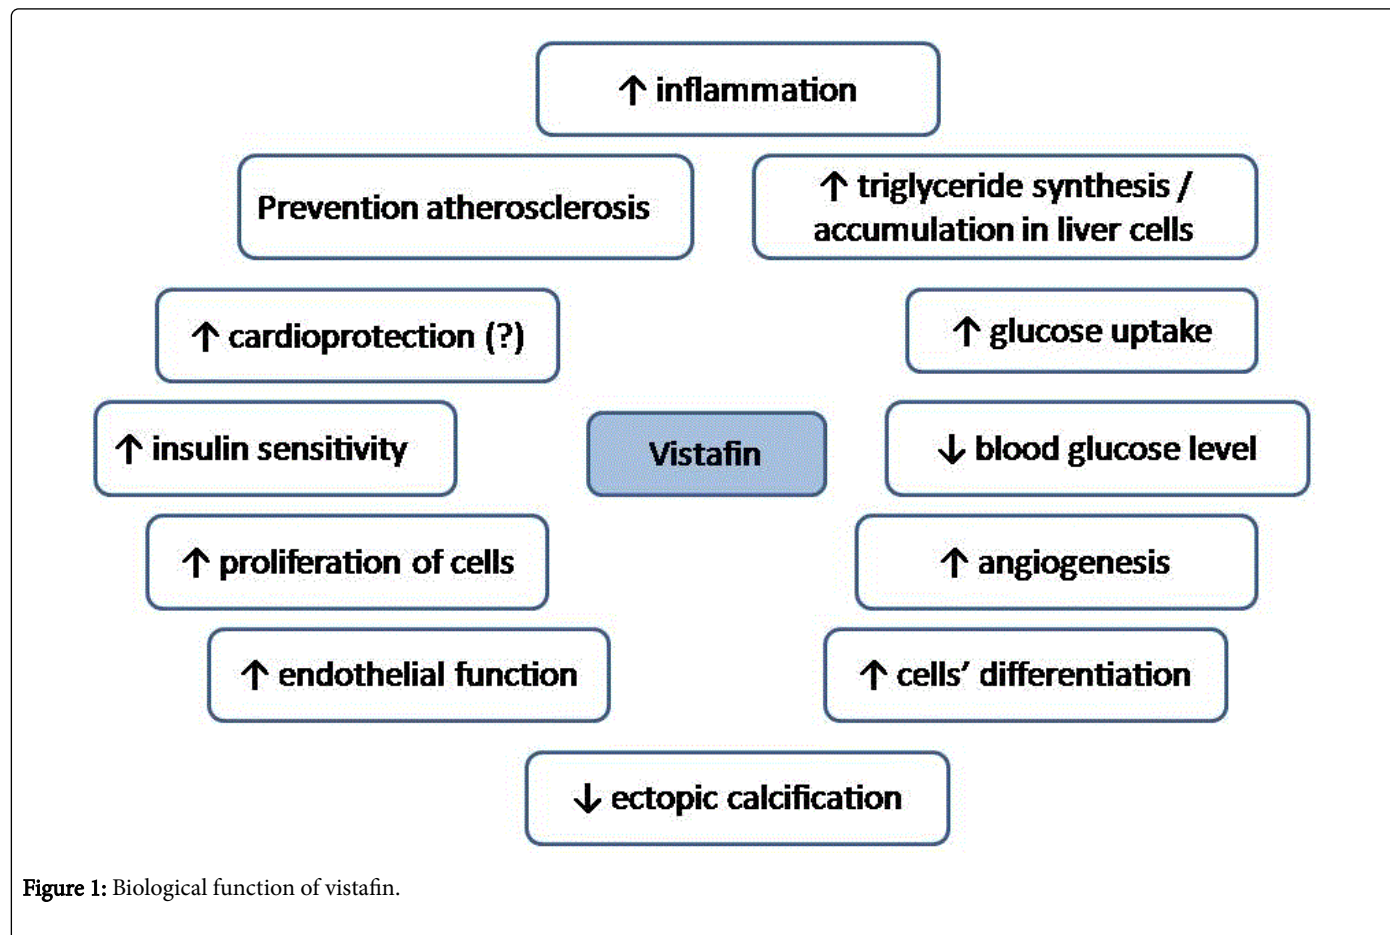 ↑ inflammation
Prevention atherosclerosis
↑ triglyceride synthesis /
accumulation in liver cells
↑ cardioprotection (?)
↑ glucose uptake
↑ insulin sensitivity
Vistafin
↓ blood glucose level
↑ proliferation of cells
↑ angiogenesis
↑ endothelial function
↑ cells’ differentiation
↓ ectopic calcification
Figure 1: Biological function of vistafin.